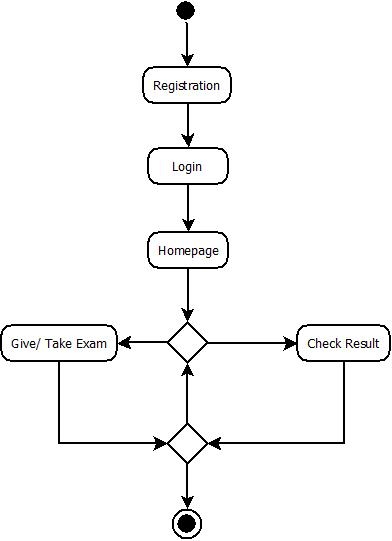 Registration
Login
Homepage
Give/ Take Exam
Check Result